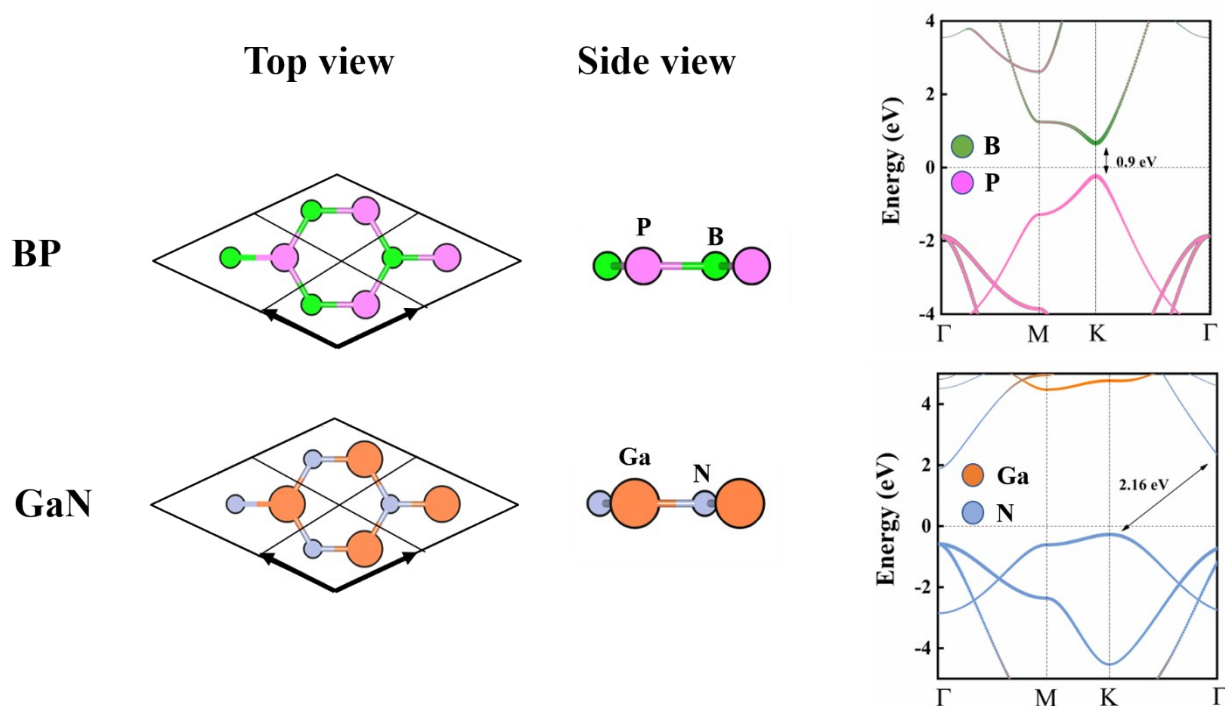 Top view
Side view
BP
P
B
4
2
0
-2
-4
Energy (eV)
B
P
0.9 eV
Γ
M
K
Γ
GaN
Ga
N
4
2
0
-2
-4
Energy (eV)
Ga
N
2.16 eV
Γ
M
K
Γ